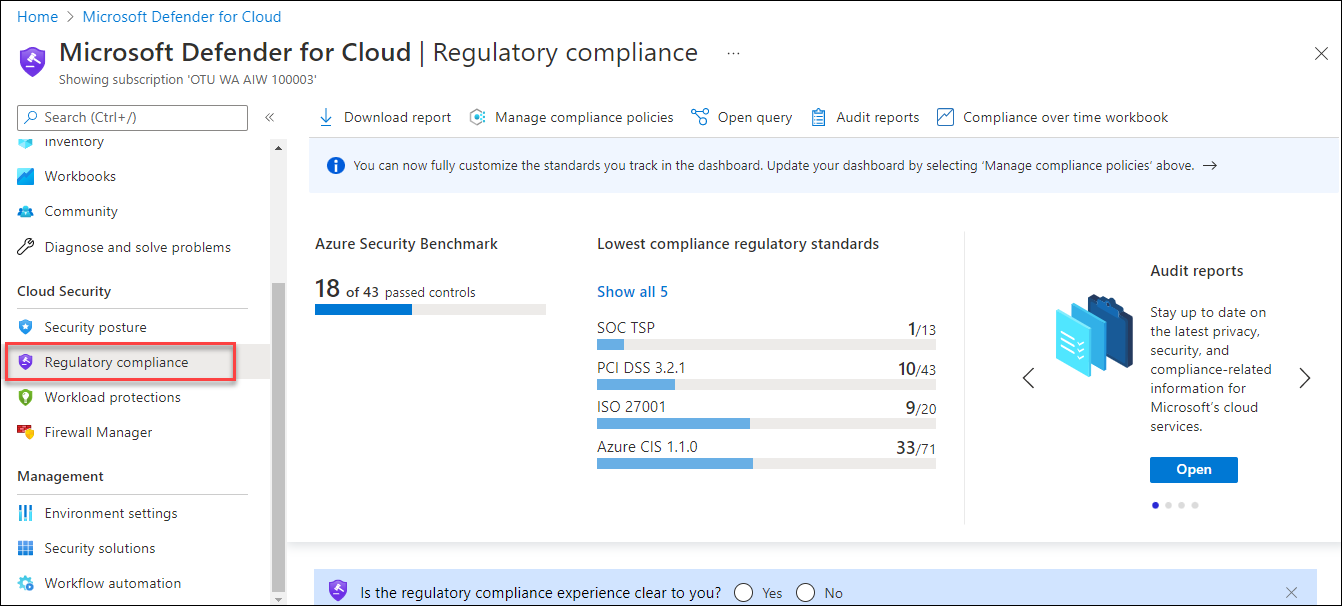 Home > Microsoft Defender for Cloud
Microsoft Defender for Cloud | Regulatory compliance ...
Showing subscription 'OTU WA AIW 100003'
Search (Ctrl+/) «
Inventory
Workbooks
Community
Diagnose and solve problems
Cloud Security
Security posture
Regulatory compliance
Workload protections
Firewall Manager
Management
Environment settings
Security solutions
Workflow automation
Download report Manage compliance policies Open query Audit reports Compliance over time workbook
You can now fully customize the standards you track in the dashboard. Update your dashboard by selecting ‘Manage compliance policies’ above. →
Azure Security Benchmark
18 of 43 passed controls
Lowest compliance regulatory standards
Show all 5
SOC TSP 1/13
PCI DSS 3.2.1 10/43
ISO 27001 9/20
Azure CIS 1.1.0 33/71
Audit reports
Stay up to date on
the latest privacy,
security, and
compliance-related
information for
Microsoft's cloud
services.
Open
Is the regulatory compliance experience clear to you? Yes No